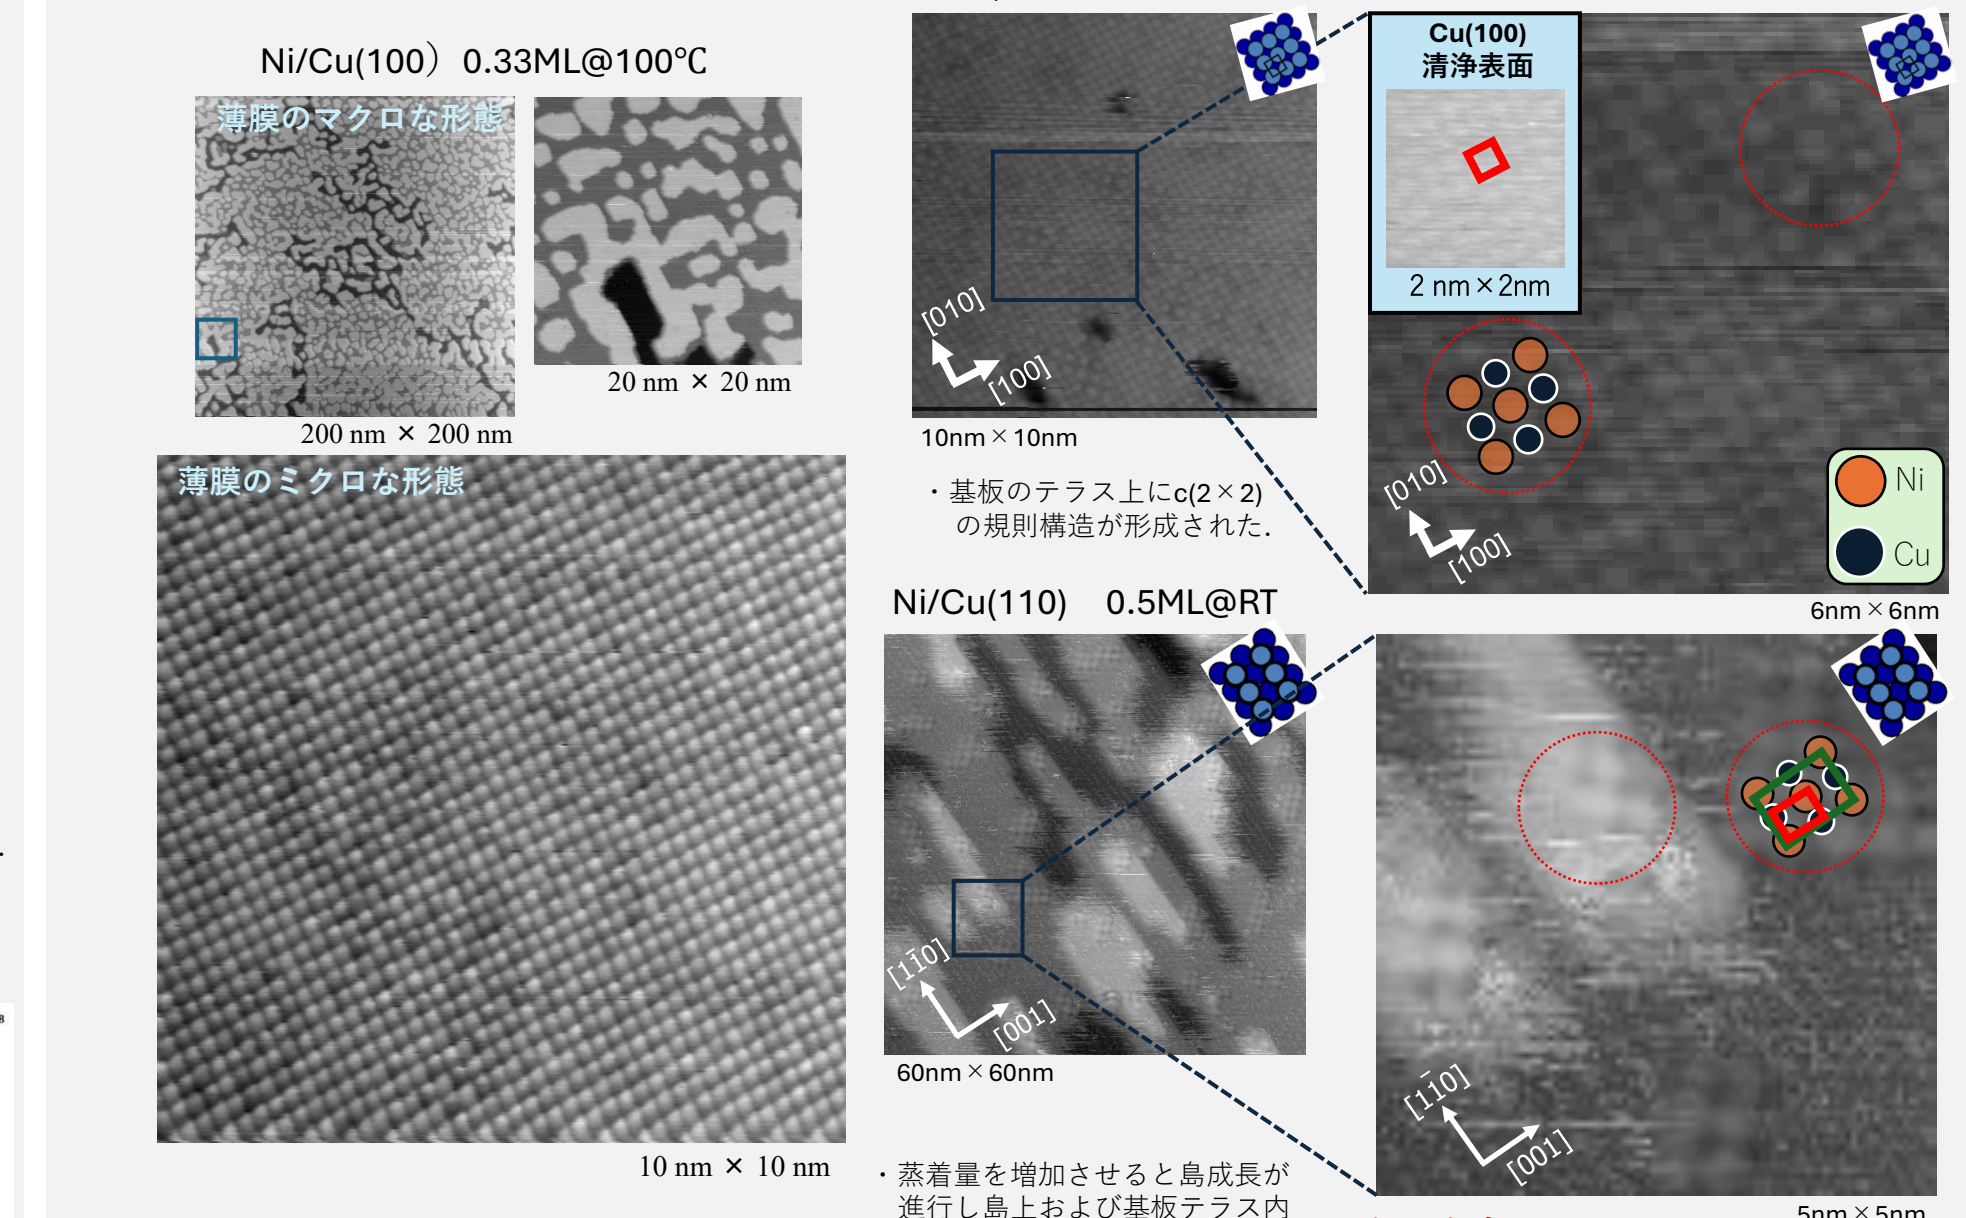 Ni/Cu(100）0.33ML@100℃
薄膜のマクロな形態
20 nm × 20 nm
200 nm × 200 nm
薄膜のミクロな形態
10 nm × 10 nm
[010]
[100]
10nm×10nm
・基板のテラス上にc(2×2)
の規則構造が形成された.
Cu(100)
清浄表面
2 nm×2nm
[010]
[100]
Ni
Cu
6nm×6nm
Ni/Cu(110) 0.5ML@RT
[11̄0]
[001]
60nm×60nm
[11̄0]
[001]
5nm×5nm
・蒸着量を増加させると島成長が
進行し島上および基板テラス内